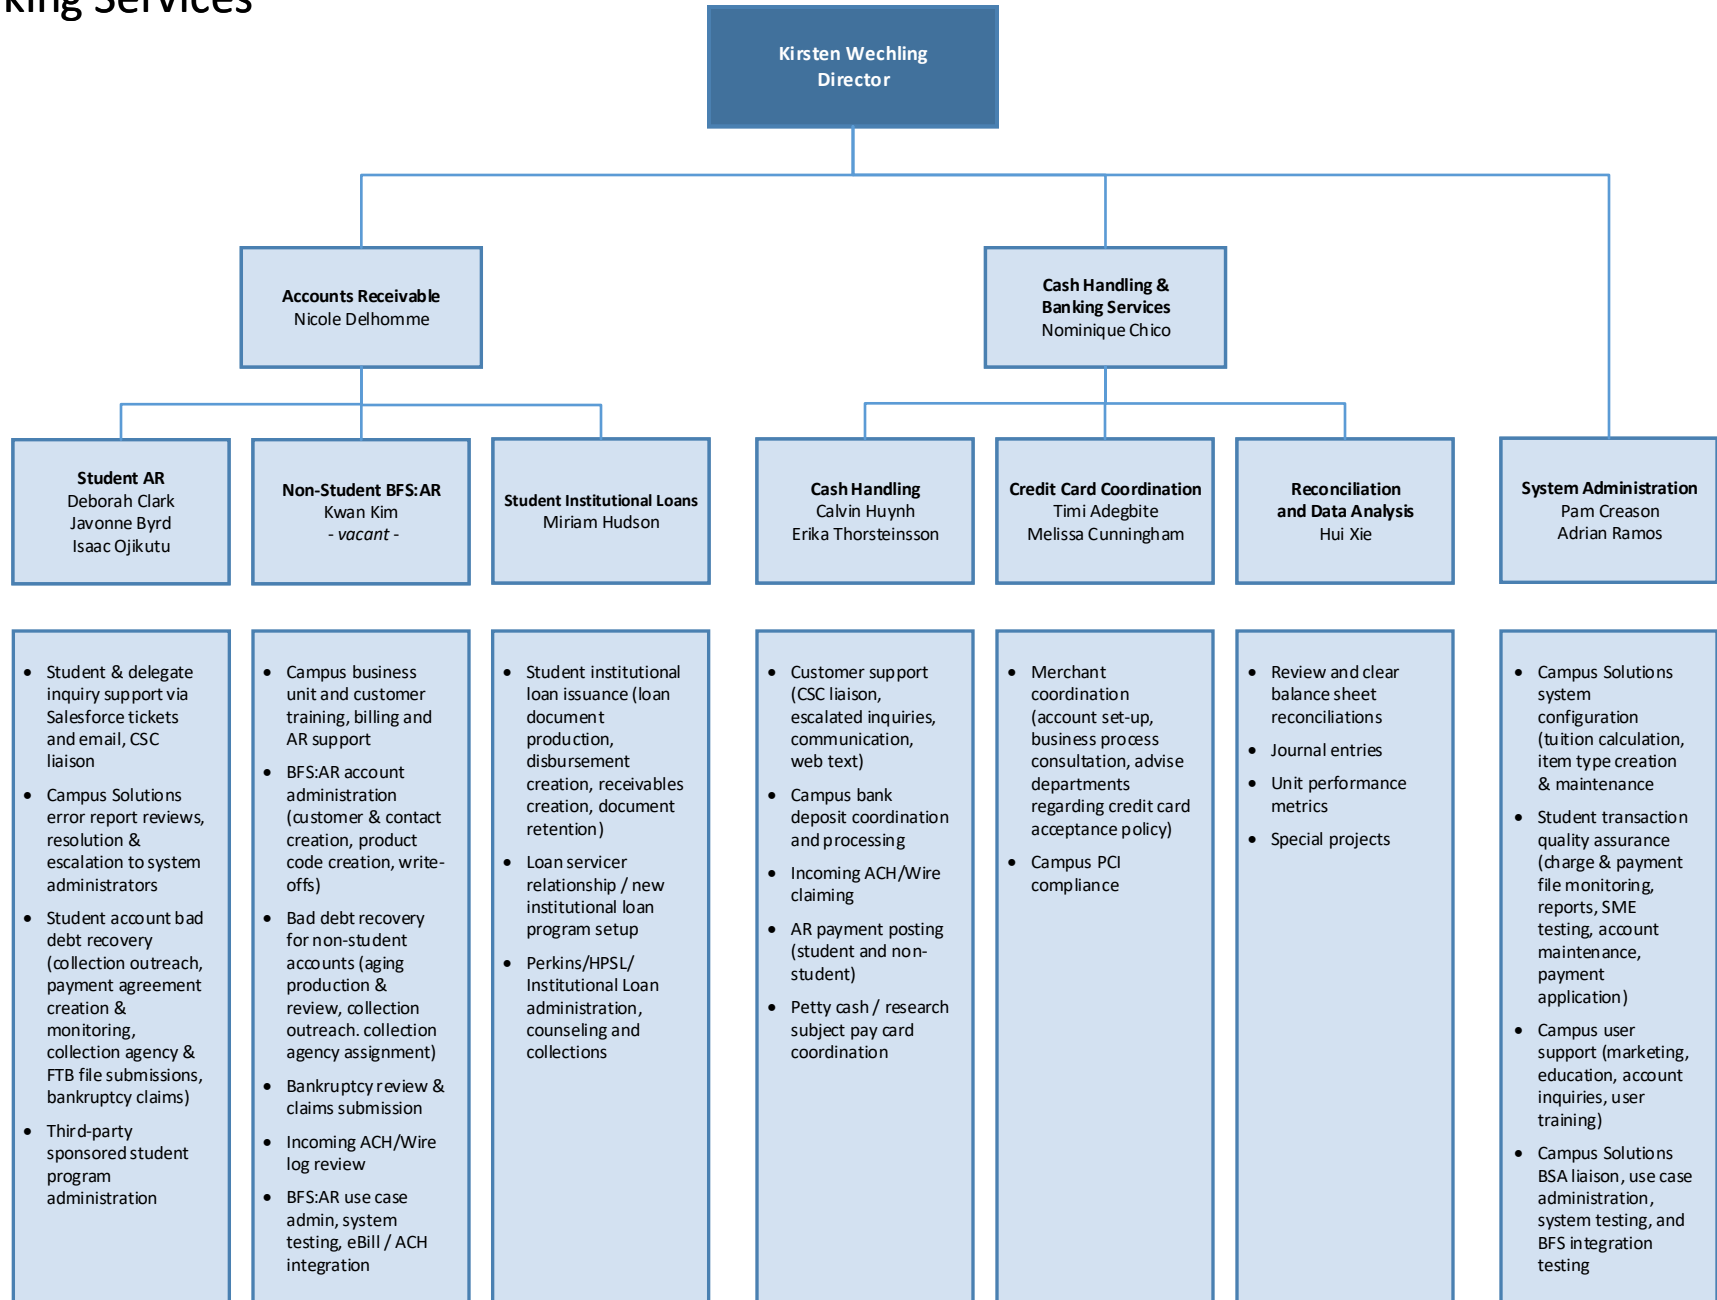 king Services
Kirsten Wechling
Director
Accounts Receivable
Nicole Delhomme
Cash Handling &
Banking Services
Nominique Chico
Student AR
Deborah Clark
Javonne Byrd
Isaac Ojikutu
Non-Student BFS:AR
Kwan Kim
- vacant -
Student Institutional Loans
Miriam Hudson
Cash Handling
Calvin Huynh
Erika Thorsteinsson
Credit Card Coordination
Timi Adegbite
Melissa Cunningham
Reconciliation
and Data Analysis
Hui Xie
System Administration
Pam Creason
Adrian Ramos
• Student & delegate
inquiry support via
Salesforce tickets
and email, CSC
liaison
• Campus Solutions
error report reviews,
resolution &
escalation to system
administrators
• Student account bad
debt recovery
(collection outreach,
payment agreement
creation &
monitoring,
collection agency &
FTB file submissions,
bankruptcy claims)
• Third-party
sponsored student
program
administration
• Campus business
unit and customer
training, billing and
AR support
• BFS:AR account
administration
(customer & contact
creation, product
code creation, write-
offs)
• Bad debt recovery
for non-student
accounts (aging
production &
review, collection
outreach. collection
agency assignment)
• Bankruptcy review &
claims submission
• Incoming ACH/Wire
log review
• BFS:AR use case
admin, system
testing, eBill / ACH
integration
• Student institutional
loan issuance (loan
document
production,
disbursement
creation, receivables
creation, document
retention)
• Loan servicer
relationship / new
institutional loan
program setup
• Perkins/HPSL/
Institutional Loan
administration,
counseling and
collections
• Customer support
(CSC liaison,
escalated inquiries,
communication,
web text)
• Campus bank
deposit coordination
and processing
• Incoming ACH/Wire
claiming
• AR payment posting
(student and non-
student)
• Petty cash / research
subject pay card
coordination
• Merchant
coordination
(account set-up,
business process
consultation, advise
departments
regarding credit card
acceptance policy)
• Campus PCI
compliance
• Review and clear
balance sheet
reconciliations
• Journal entries
• Unit performance
metrics
• Special projects
• Campus Solutions
system
configuration
(tuition calculation,
item type creation
& maintenance
• Student transaction
quality assurance
(charge & payment
file monitoring,
reports, SME
testing, account
maintenance,
payment
application)
• Campus user
support (marketing,
education, account
inquiries, user
training)
• Campus Solutions
BSA liaison, use case
administration,
system testing, and
BFS integration
testing